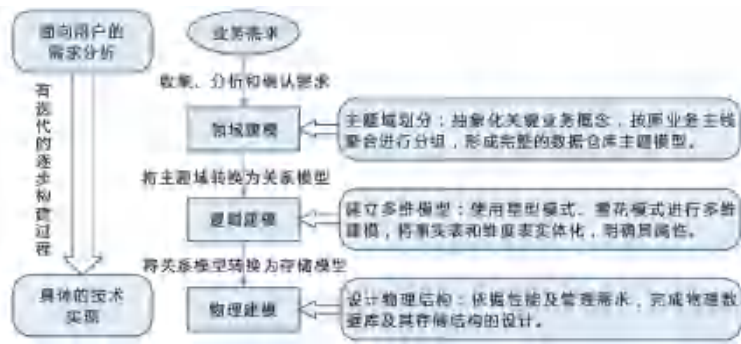 面向用户的
需求分析
有迭代的逐步构建过程
具体的技术
实现
业务需求
收集、分析和确认要求
领域建模
将主题域转换为关系模型
逻辑建模
将关系模型转换为存储模型
物理建模
主题域划分:抽象化关键业务概念,按照业务主线
聚合进行分组,形成完整的数据仓库主题模型。
建立多维模型:使用星型模式、雪花模式进行多维
建模,将事实表和维度表实体化,明确其属性。
设计物理结构:依据性能及管理需求,完成物理数
据库及其存储结构的设计。